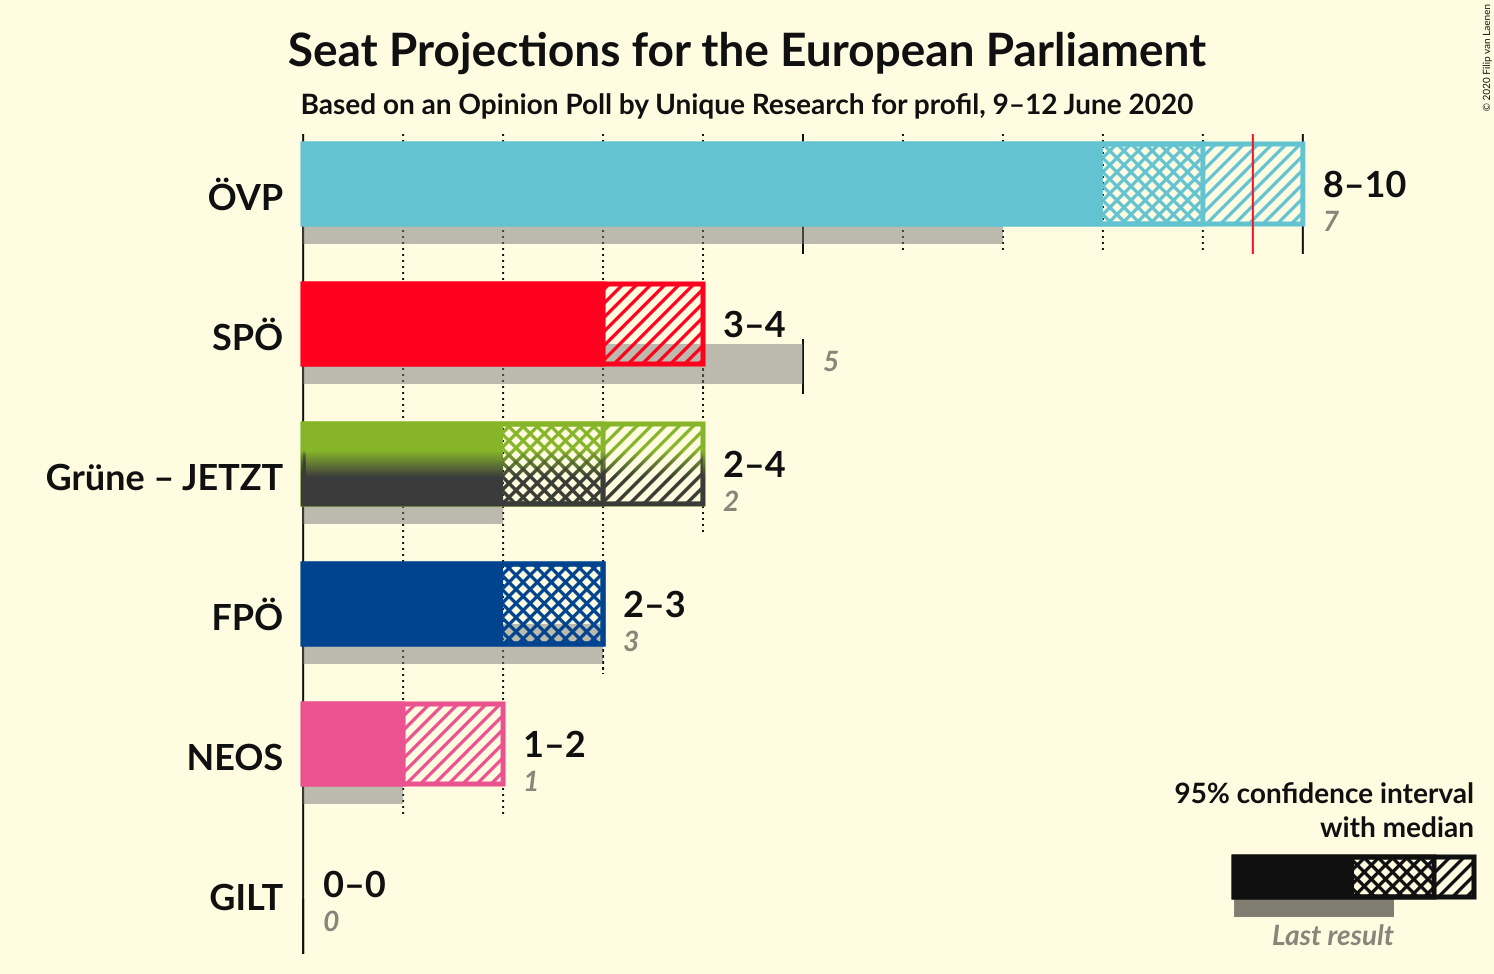 Seat Projections for the European Parliament
Based on an Opinion Poll by Unique Research for profil, 9–12 June 2020
© 2020 Filip van Laenen
ÖVP
8–10
7
SPÖ
3–4
5
Grüne – JETZT
2–4
2
FPÖ
2–3
3
NEOS
1–2
1
GILT
0–0
0
95% confidence interval
with median
Last result